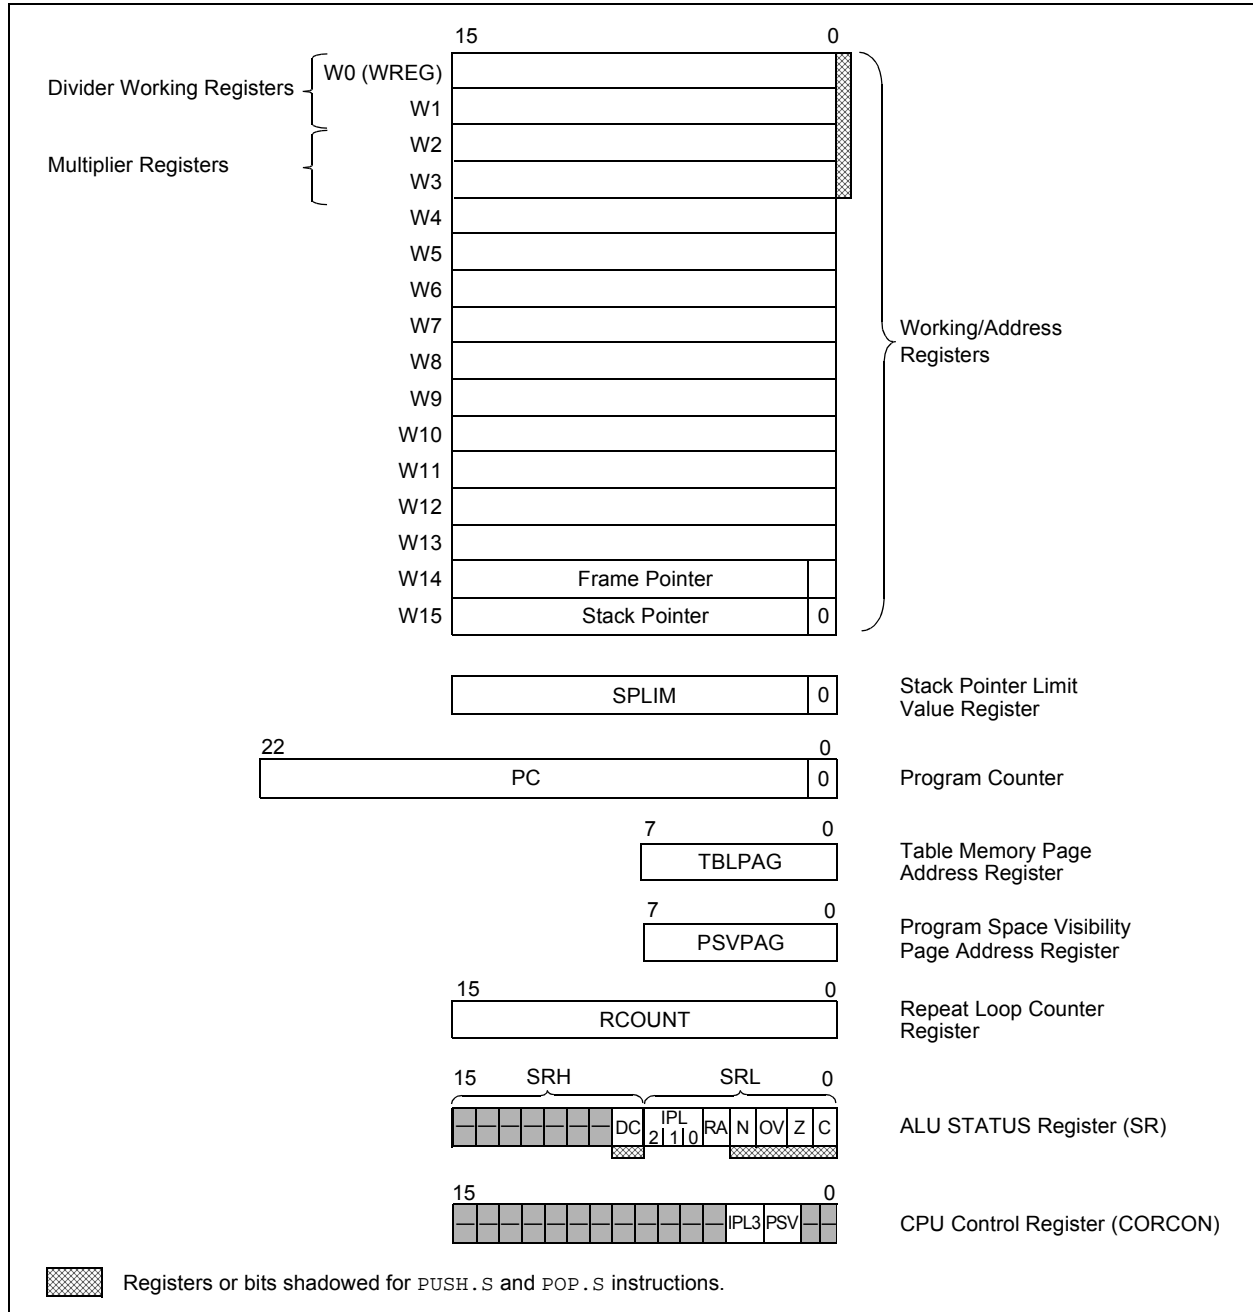 15 0
W0 (WREG)
Divider Working Registers
W1
W2
Multiplier Registers
W3
W4
W5
W6
W7
Working/Address
Registers
W8
W9
W10
W11
W12
W13
W14 Frame Pointer
W15 Stack Pointer 0
SPLIM 0
Stack Pointer Limit
Value Register
22 0
PC 0 Program Counter
7 0
TBLPAG
Table Memory Page
Address Register
7 0
PSVPAG
Program Space Visibility
Page Address Register
15 0
RCOUNT
Repeat Loop Counter
Register
15 SRH SRL 0
— — — — — — — DC IPL 2 1 0 RA N OV Z C ALU STATUS Register (SR)
15 0
— — — — — — — — — — — — IPL3 PSV — — CPU Control Register (CORCON)
Registers or bits shadowed for PUSH.S and POP.S instructions.